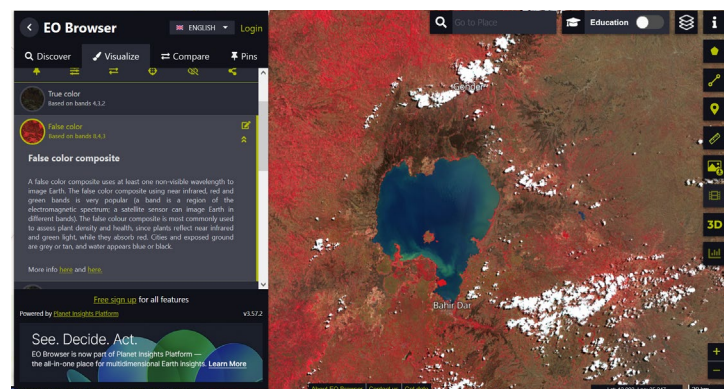 EO Browser
ENGLISH
Login
Discover
Visualize
Compare
Pins
True color
Based on bands 4,3,2
False color
Based on bands 8,4,3
False color composite
A false color composite uses at least one non-visible wavelength to
image Earth. The false color composite using near infrared, red and
green bands is very popular (a band is a region of the
electromagnetic spectrum; a satellite sensor can image Earth in
different bands). The false colour composite is most commonly used
to assess plant density and health, since plants reflect near infrared
and green light, while they absorb red. Cities and exposed ground
are grey or tan, and water appears blue or black.
More info here and here.
Free sign up for all features
Powered by Planet Insights Platform v3.57.2
See. Decide. Act.
EO Browser is now part of Planet Insights Platform —
the all-in-one place for multidimensional Earth insights. Learn More
Go to Place
Education
Gonder
Bahir Dar
3D